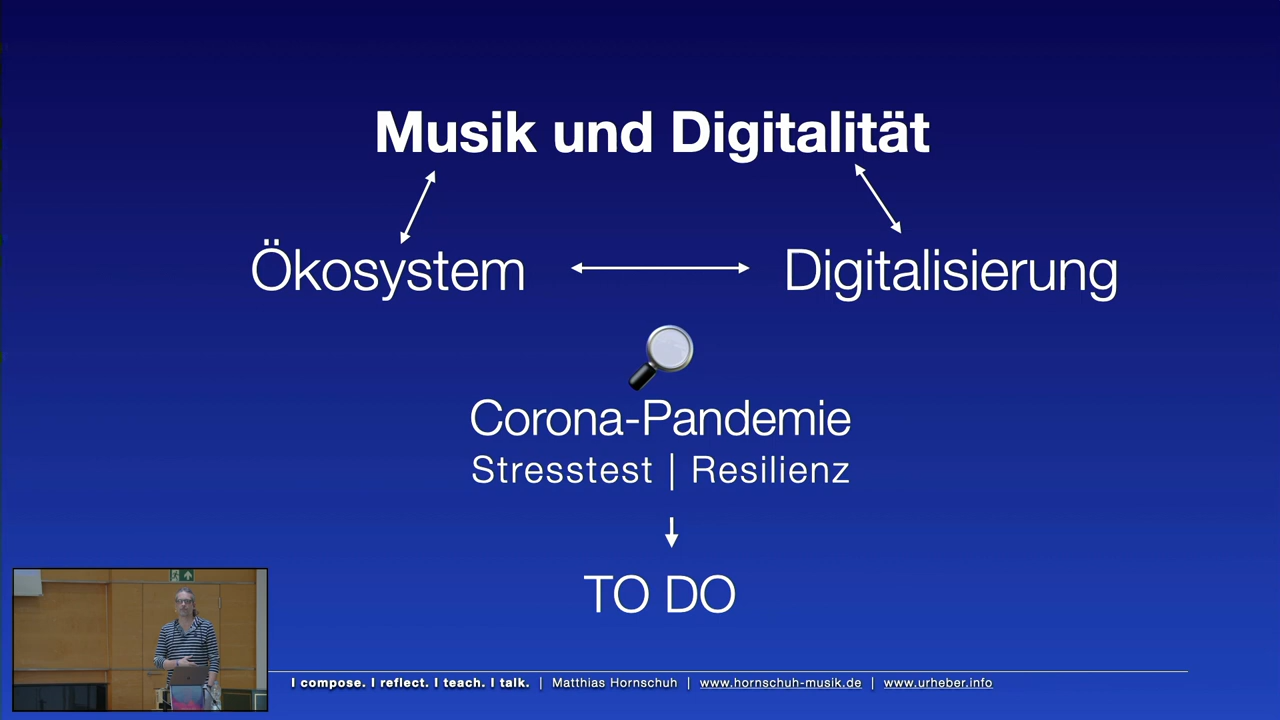 Musik und Digitalität
Ökosystem
Digitalisierung
Corona-Pandemie
Stresstest | Resilienz
TO DO
I compose. I reflect. I teach. I talk. | Matthias Hornschuh | www.hornschuh-musik.de | www.urheber.info